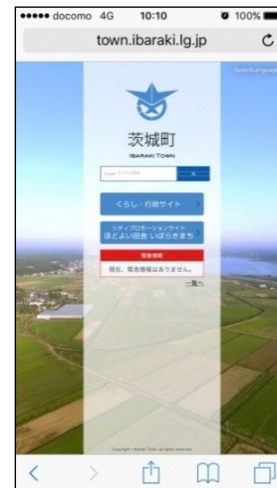 docomo 4G 10:10 100%
town.ibaraki.lg.jp
SelectLanguage
茨城町
IBARAKI TOWN
くらし・行政サイト
シティプロモーションサイト
ほどよい田舎 いばらきまち
緊急情報
現在、緊急情報はありません。
一覧へ